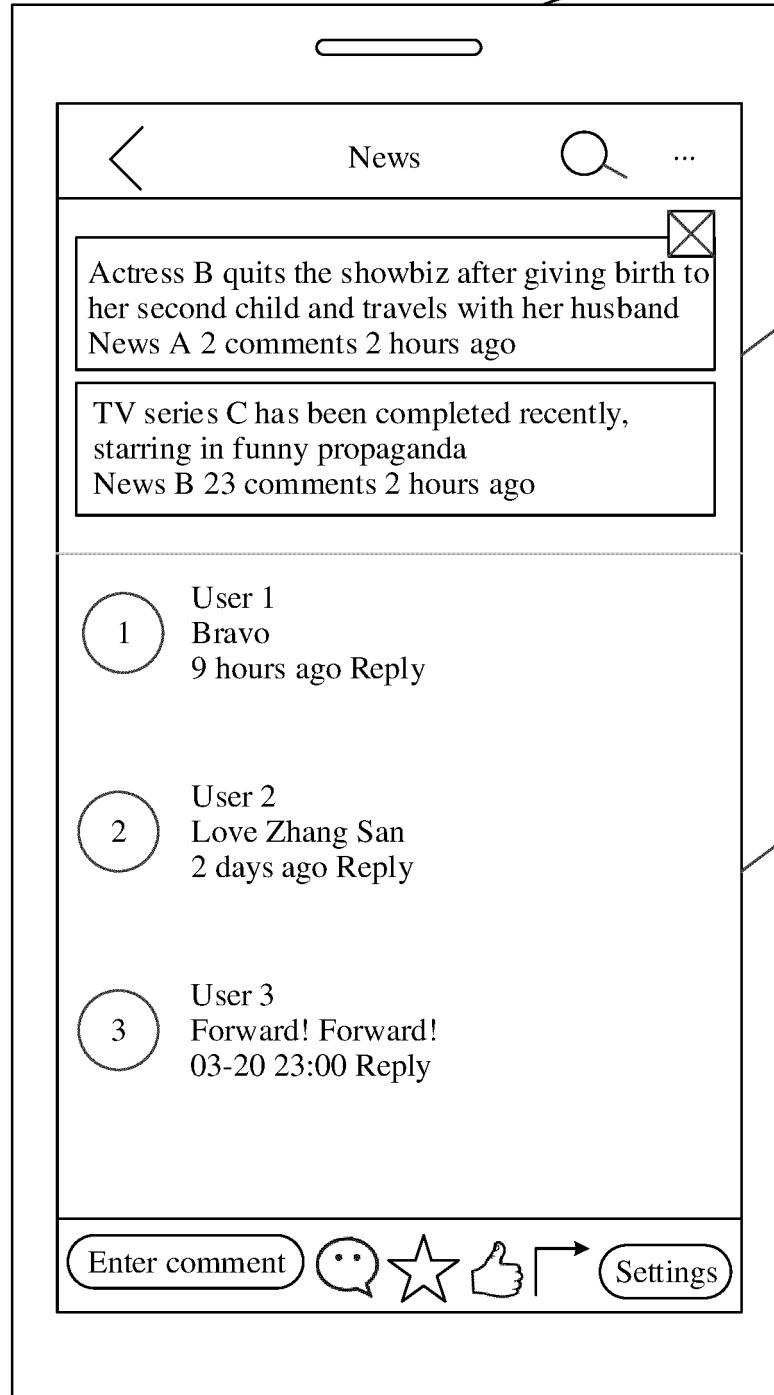 News
...
Actress B quits the showbiz after giving birth to
her second child and travels with her husband
News A 2 comments 2 hours ago
TV series C has been completed recently,
starring in funny propaganda
News B 23 comments 2 hours ago
1
User 1
Bravo
9 hours ago Reply
2
User 2
Love Zhang San
2 days ago Reply
3
User 3
Forward! Forward!
03-20 23:00 Reply
Enter comment
Settings